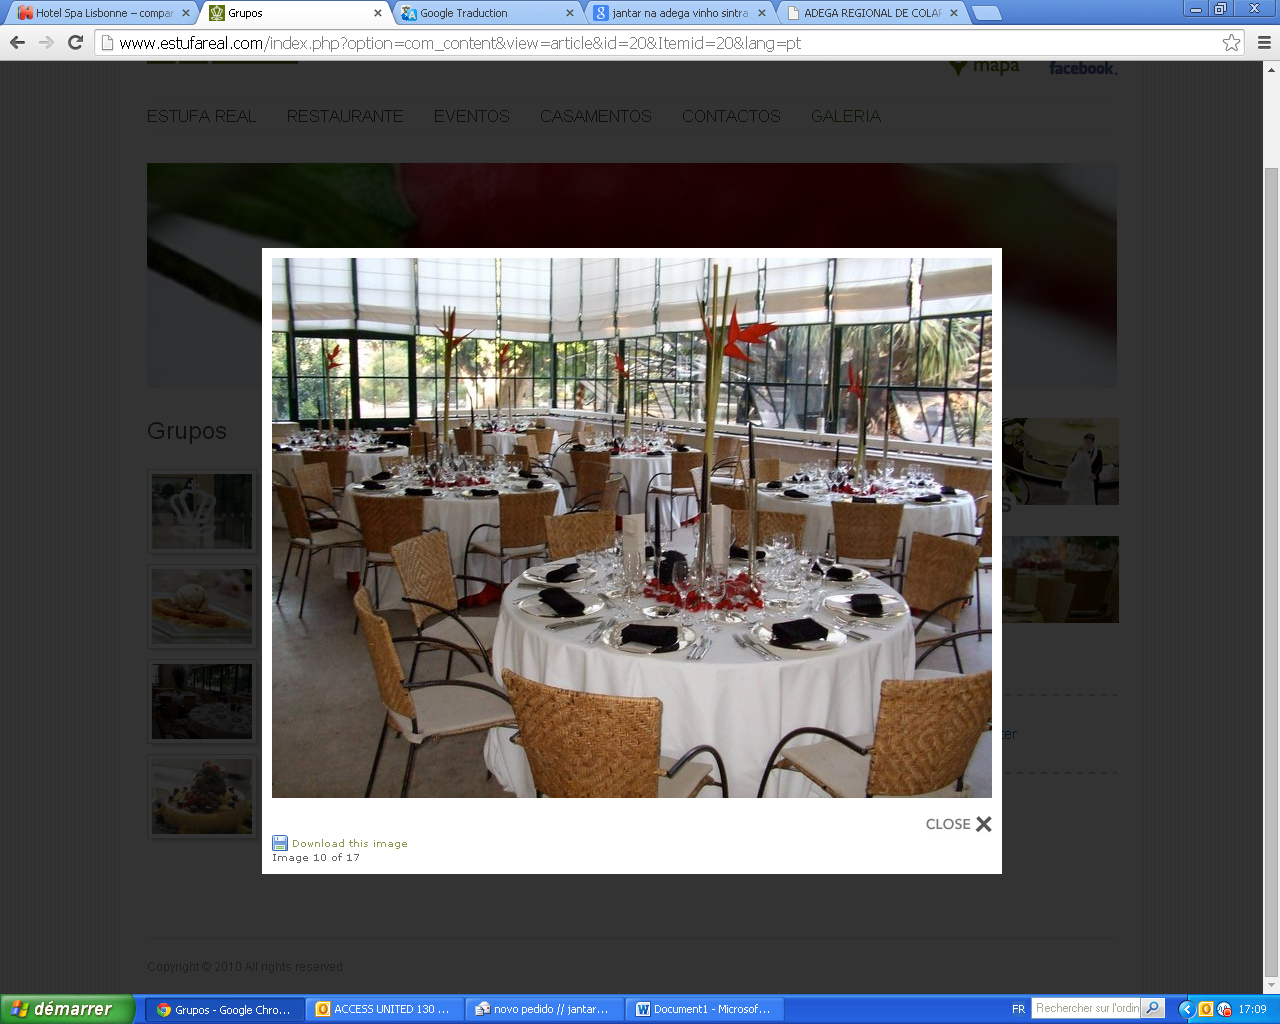 Hotel Spa Lisbonne – compar
Grupos
Google Traduction
jantar na adega vinho sintra
ADEGA REGIONAL DE COLAR
www.estufareal.com/index.php?option=com_content&view=article&id=20&Itemid=20&lang=pt
mapa
facebook.
ESTUFA REAL RESTAURANTE EVENTOS CASAMENTOS CONTACTOS GALERIA
Grupos
CLOSE
Download this image
Image 10 of 17
Copyright © 2010 All rights reserved
démarrer
Grupos - Google Chro...
ACCESS UNITED 130 ...
novo pedido // jantar...
Document1 - Microsof...
FR
Rechercher sur l'ordin
17:09